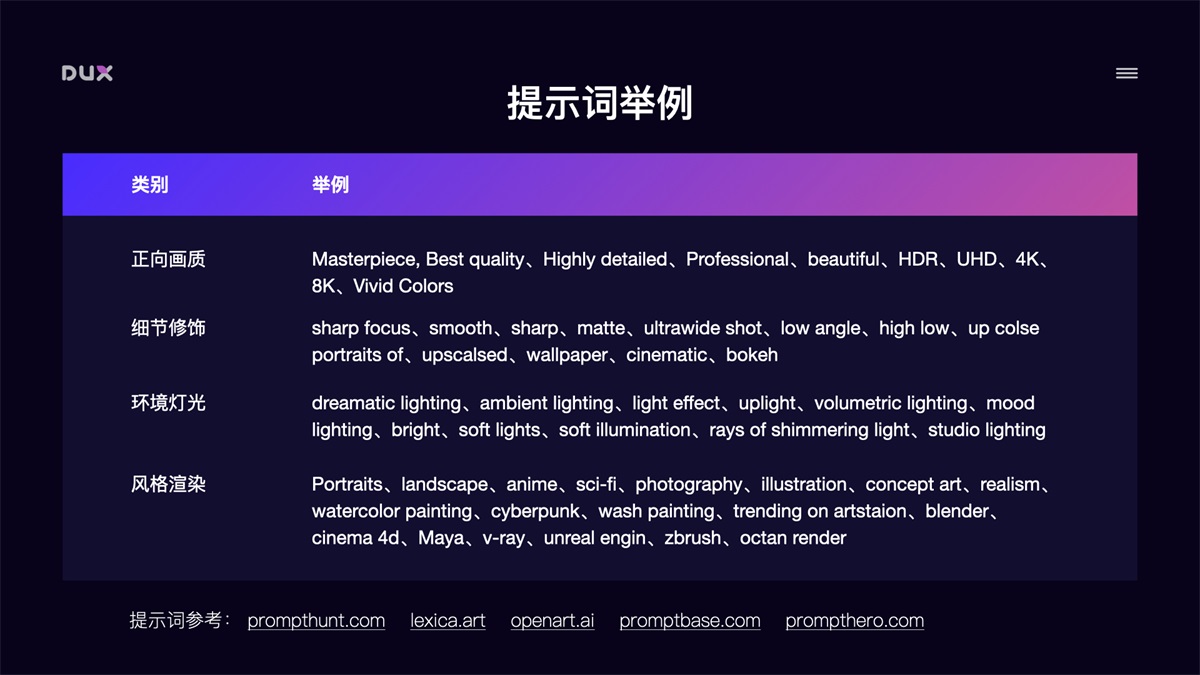 DUX
提示词举例
类别 举例
正向画质 Masterpiece, Best quality、Highly detailed、Professional、beautiful、HDR、UHD、4K、
8K、Vivid Colors
细节修饰 sharp focus、smooth、sharp、matte、ultrawide shot、low angle、high low、up colse
portraits of、upscalsed、wallpaper、cinematic、bokeh
环境灯光 dreamatic lighting、ambient lighting、light effect、uplight、volumetric lighting、mood
lighting、bright、soft lights、soft illumination、rays of shimmering light、studio lighting
风格渲染 Portraits、landscape、anime、sci-fi、photography、illustration、concept art、realism、
watercolor painting、cyberpunk、wash painting、trending on artstaion、blender、
cinema 4d、Maya、v-ray、unreal engin、zbrush、octan render
提示词参考： prompthunt.com lexica.art openart.ai promptbase.com prompthero.com